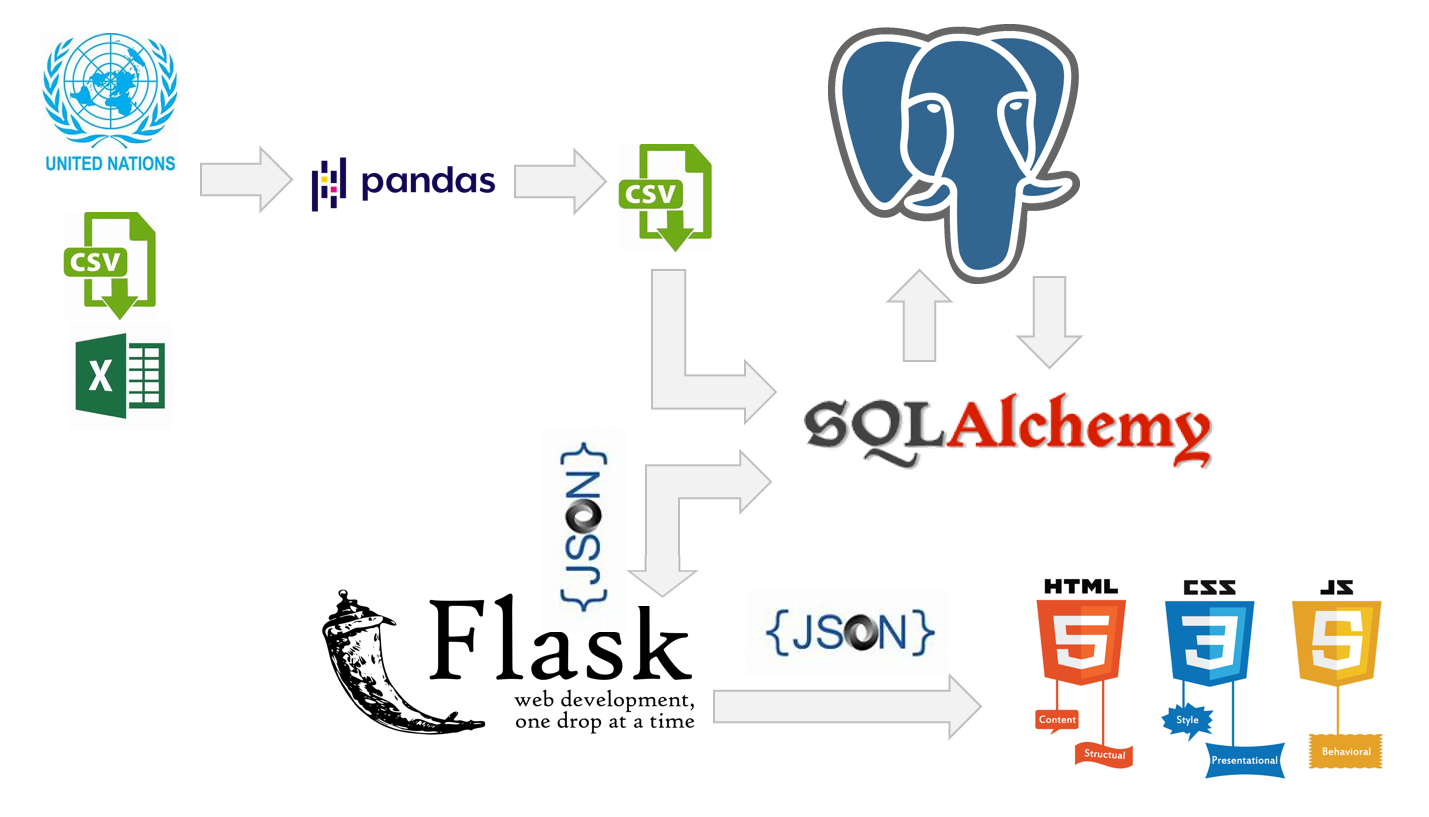 UNITED NATIONS
pandas
CSV
CSV
X
SQLAlchemy
{JSON}
Flask
web development,
one drop at a time
{JSON}
HTML
CSS
JS
5
3
5
Content
Structual
Style
Presentational
Behavioral